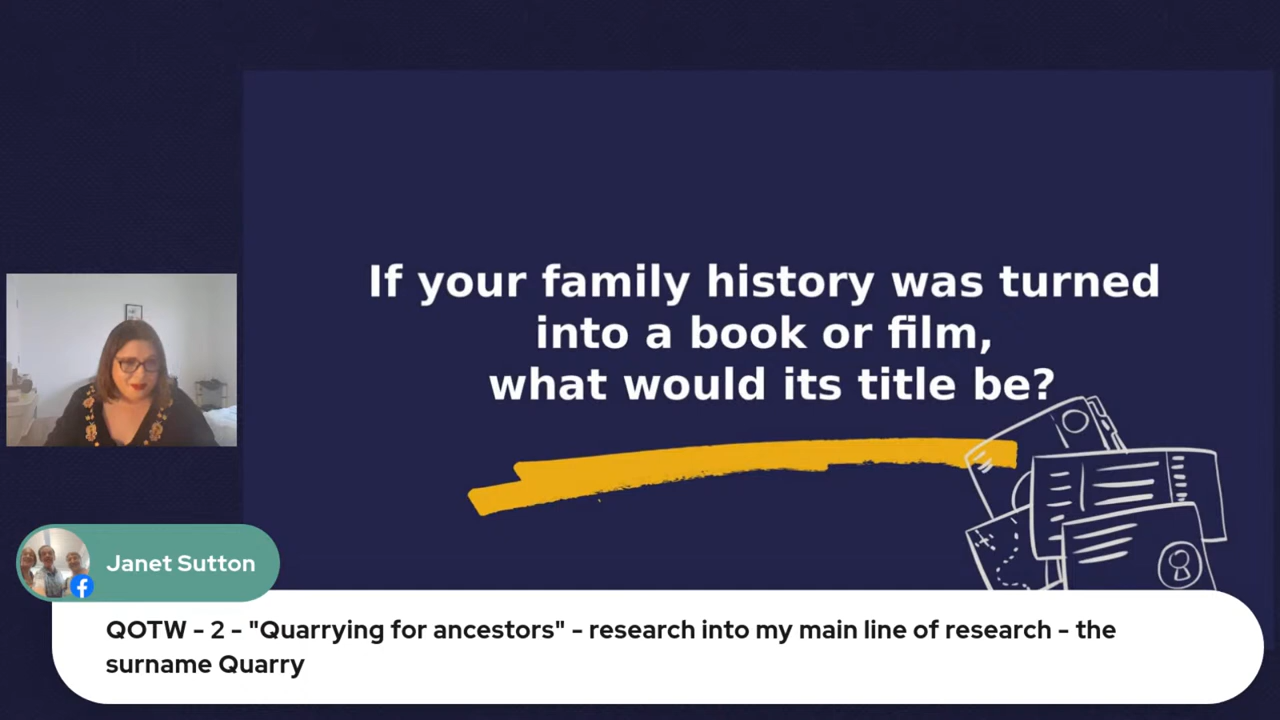 If your family history was turned
into a book or film,
what would its title be?
Janet Sutton
QOTW - 2 - "Quarrying for ancestors" - research into my main line of research - the
surname Quarry